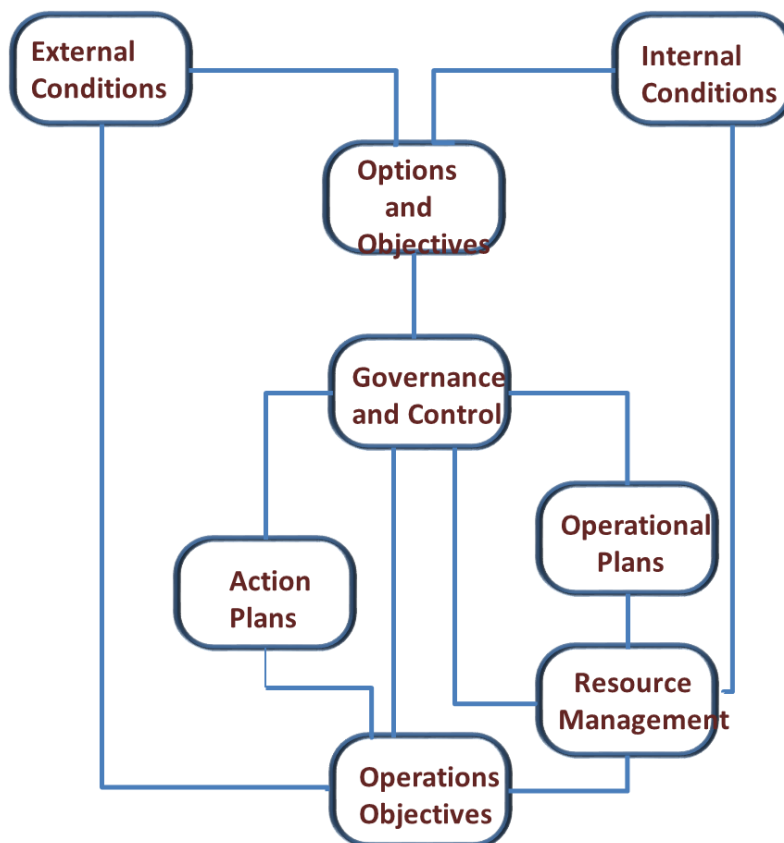 External
Conditions
Internal
Conditions
Options
and
Objectives
Governance
and Control
Operational
Plans
Action
Plans
Resource
Management
Operations
Objectives